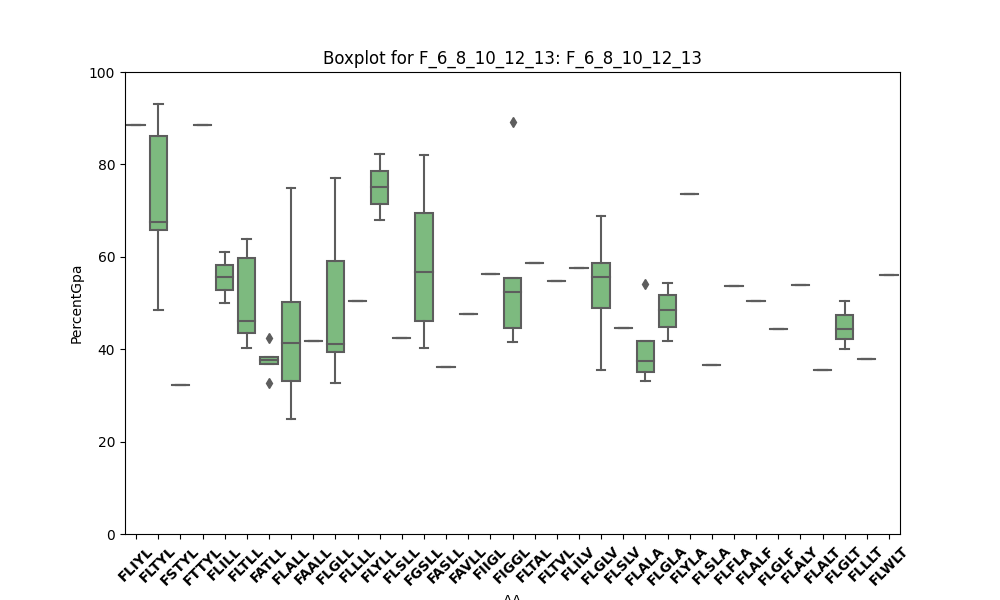 Boxplot for F_6_8_10_12_13: F_6_8_10_12_13
100
80
60
40
20
0
PercentGpa
FLIYL FLTYL FSTYL FTTYL FLILL FLTLL FATLL FLALL FAALL FLGLL FLLLL FLYLL FLSLL FGSLL FASLL FAVLL FIIGL FIGGL FLTAL FLTVL FLILV FLGLV FLSLV FLALA FLGLA FLYLA FLSLA FLFLA FLALF FLGLF FLALY FLALT FLGLT FLLLT FLWLT
AA